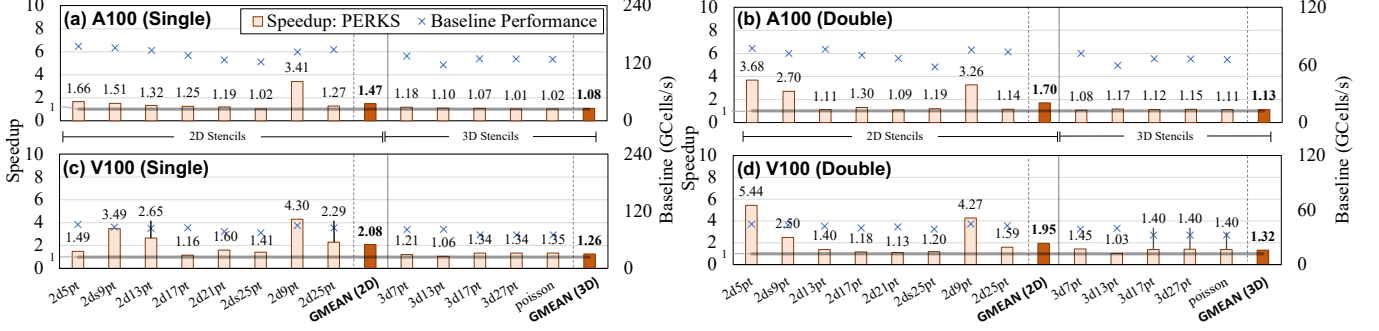 (a) A100 (Single)
Speedup: PERKS
Baseline Performance
10
8
6
4
2
1
0
240
120
0
1.66 1.51 1.32 1.25 1.19 1.02 3.41 1.27 1.47 1.18 1.10 1.07 1.01 1.02 1.08
2D Stencils
3D Stencils
(b) A100 (Double)
10
8
6
4
2
1
0
120
60
0
3.68 2.70 1.11 1.30 1.09 1.19 3.26 1.14 1.70 1.08 1.17 1.12 1.15 1.11 1.13
2D Stencils
3D Stencils
Speedup
Baseline (GCells/s)
Speedup
Baseline (GCells/s)
(c) V100 (Single)
10
8
6
4
2
1
0
240
120
0
1.49 3.49 2.65 1.16 1.60 1.41 4.30 2.29 2.08 1.21 1.06 1.34 1.34 1.35 1.26
2d5pt 2ds9pt 2d13pt 2d17pt 2d21pt 2ds25pt 2d9pt 2d25pt GMEAN (2D) 3d7pt 3d13pt 3d17pt 3d27pt poisson GMEAN (3D)
(d) V100 (Double)
10
8
6
4
2
1
0
120
60
0
5.44 2.50 1.40 1.18 1.13 1.20 4.27 1.59 1.95 1.45 1.03 1.40 1.40 1.40 1.32
2d5pt 2ds9pt 2d13pt 2d17pt 2d21pt 2ds25pt 2d9pt 2d25pt GMEAN (2D) 3d7pt 3d13pt 3d17pt 3d27pt poisson GMEAN (3D)